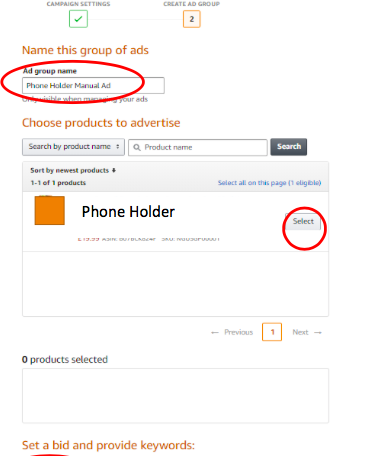 CAMPAIGN SETTINGS CREATE AD GROUP
2
Name this group of ads
Ad group name
Phone Holder Manual Ad
Only visible when managing your ads
Choose products to advertise
Search by product name Product name Search
Sort by newest products
1-1 of 1 products Select all on this page (1 eligible)
Phone Holder
Select
← Previous 1 Next →
0 products selected
Set a bid and provide keywords: